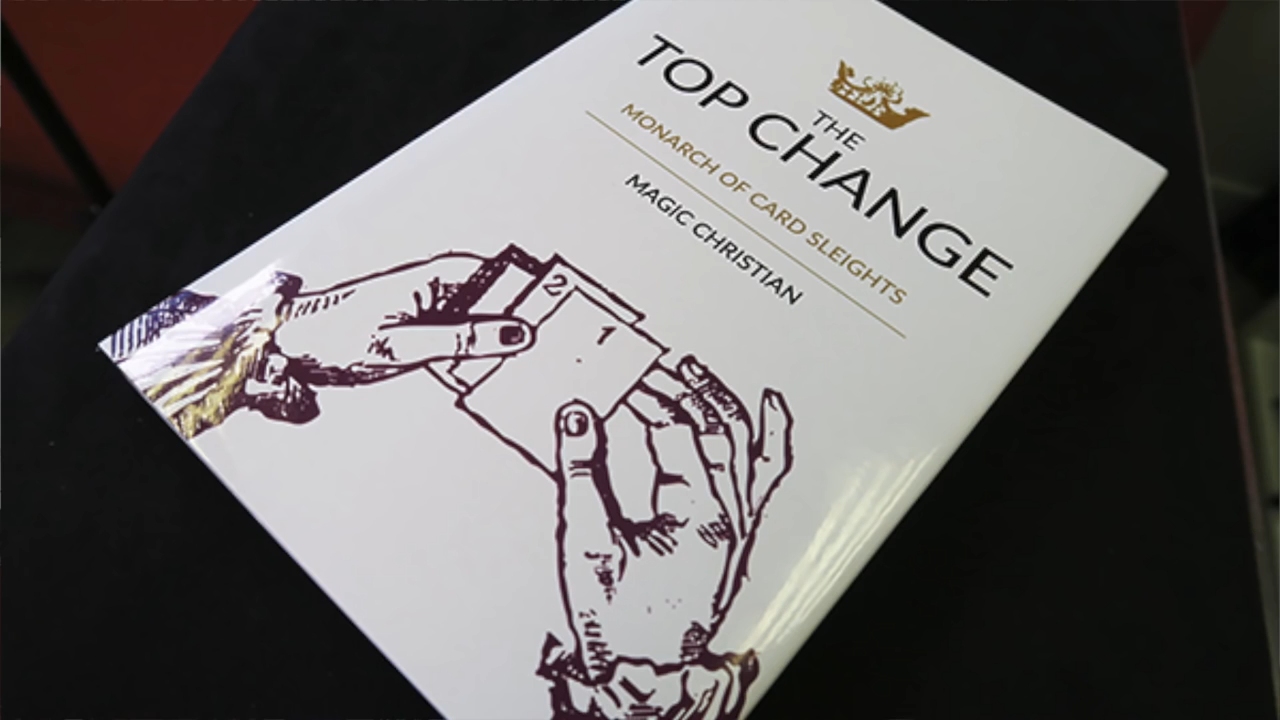 THE
TOP CHANGE
MONARCH OF CARD SLEIGHTS
MAGIC CHRISTIAN
2
1